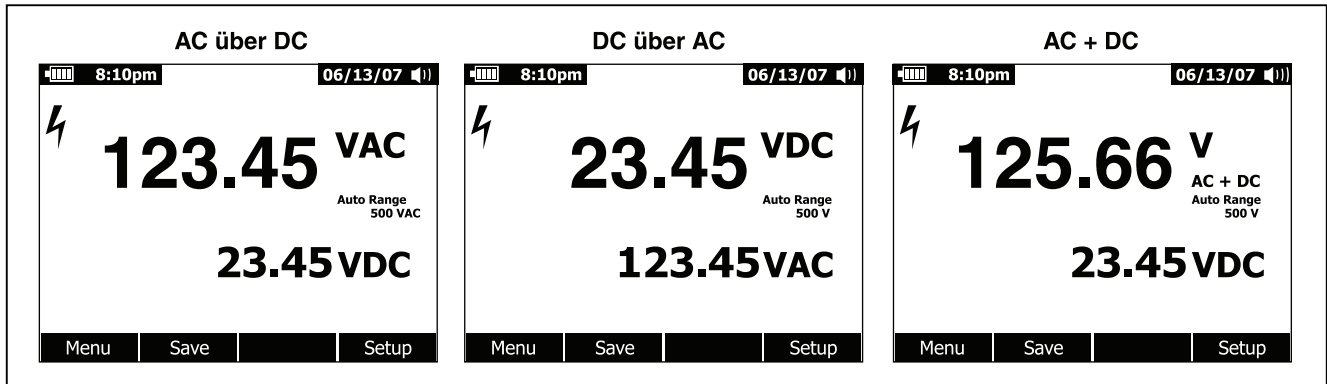 AC über DC
8:10pm 06/13/07
123.45 VAC
Auto Range
500 VAC
23.45 VDC
Menu Save Setup
DC über AC
8:10pm 06/13/07
23.45 VDC
Auto Range
500 V
123.45 VAC
Menu Save Setup
AC + DC
8:10pm 06/13/07
125.66 V
AC + DC
Auto Range
500 V
23.45 VDC
Menu Save Setup